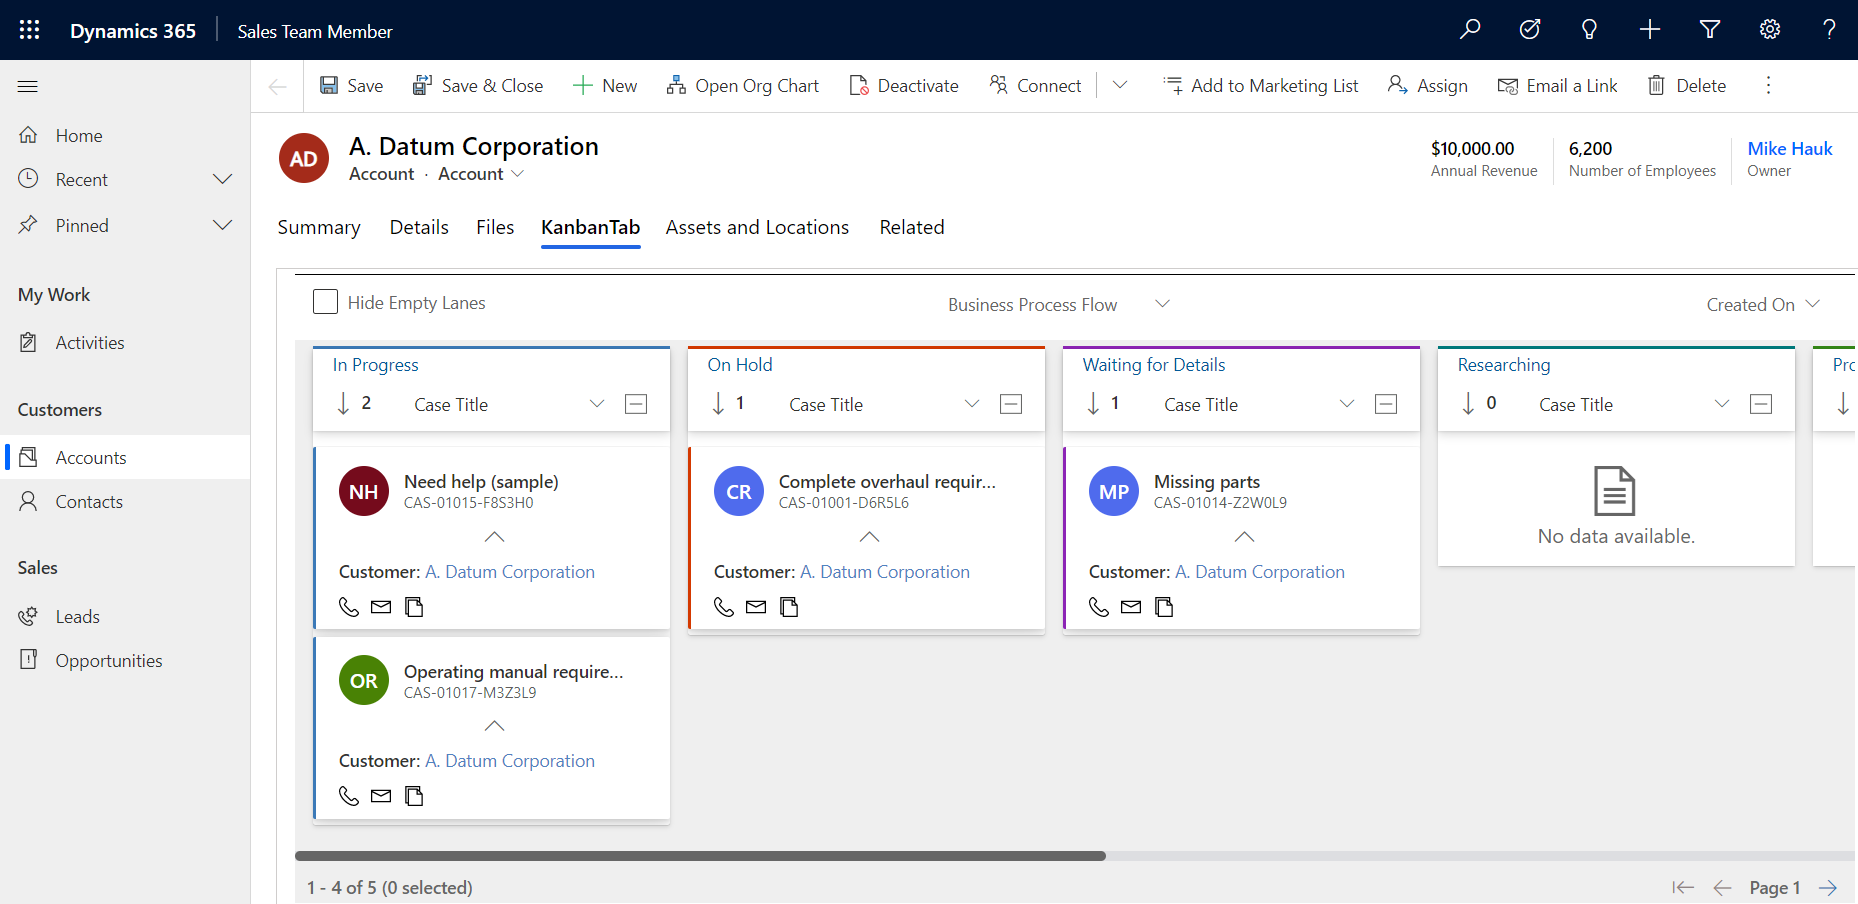 Dynamics 365
Sales Team Member
?
Home
Recent
Pinned
My Work
Activities
Customers
Accounts
Contacts
Sales
Leads
Opportunities
Save
Save & Close
New
Open Org Chart
Deactivate
Connect
Add to Marketing List
Assign
Email a Link
Delete
AD
A. Datum Corporation
Account · Account
$10,000.00
Annual Revenue
6,200
Number of Employees
Mike Hauk
Owner
Summary
Details
Files
KanbanTab
Assets and Locations
Related
Hide Empty Lanes
Business Process Flow
Created On
In Progress
2
Case Title
NH
Need help (sample)
CAS-01015-F8S3H0
Customer: A. Datum Corporation
OR
Operating manual require...
CAS-01017-M3Z3L9
Customer: A. Datum Corporation
On Hold
1
Case Title
CR
Complete overhaul requir...
CAS-01001-D6R5L6
Customer: A. Datum Corporation
Waiting for Details
1
Case Title
MP
Missing parts
CAS-01014-Z2W0L9
Customer: A. Datum Corporation
Researching
0
Case Title
No data available.
1 - 4 of 5 (0 selected)
Page 1